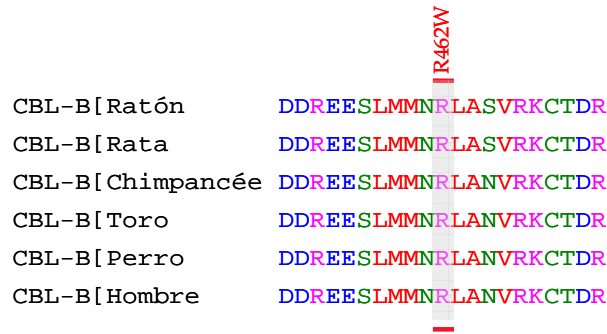 R462W
CBL-B[Ratón DDREESLMMNRLASVRKCTDR
CBL-B[Rata DDREESLMMNRLASVRKCTDR
CBL-B[Chimpancée DDREESLMMNRLANVRKCTDR
CBL-B[Toro DDREESLMMNRLANVRKCTDR
CBL-B[Perro DDREESLMMNRLANVRKCTDR
CBL-B[Hombre DDREESLMMNRLANVRKCTDR